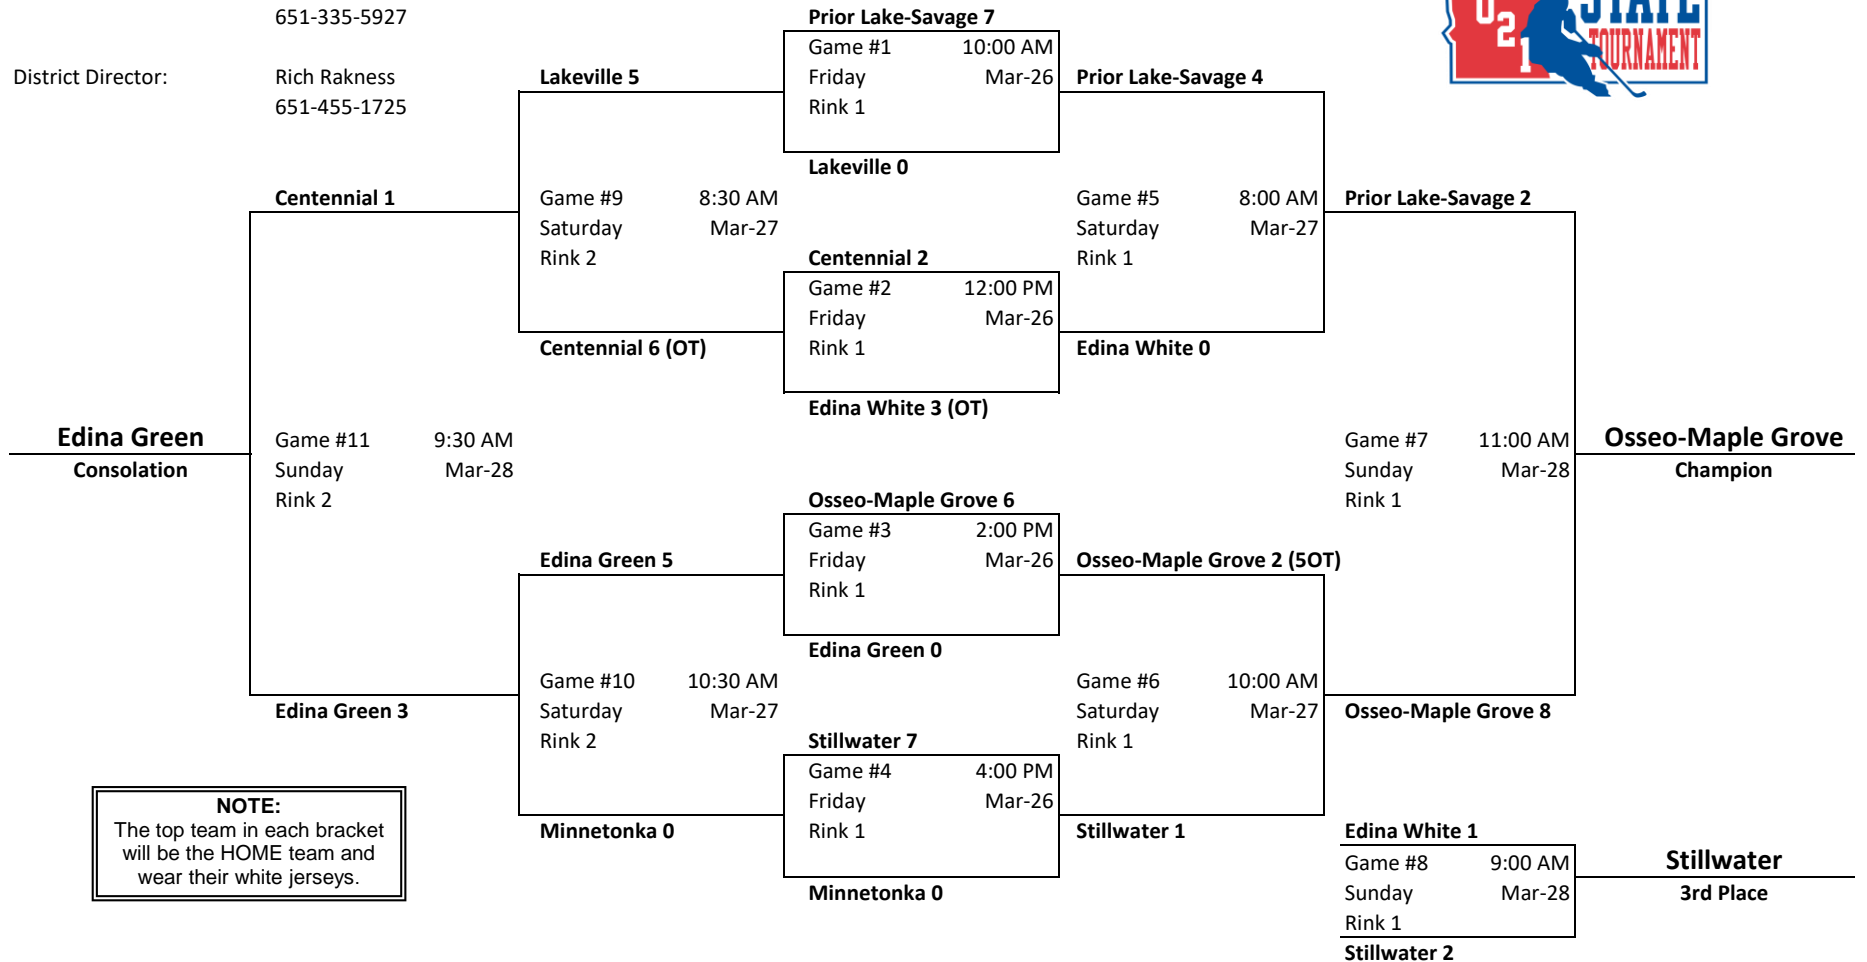 651-335-5927
District Director: Rich Rakness
651-455-1725
STATE
TOURNAMENT
021
Prior Lake-Savage 7
Game #1 10:00 AM
Friday Mar-26
Rink 1
Lakeville 0
Lakeville 5
Prior Lake-Savage 4
Centennial 1
Game #9 8:30 AM
Saturday Mar-27
Rink 2
Game #5 8:00 AM
Saturday Mar-27
Rink 1
Prior Lake-Savage 2
Centennial 2
Game #2 12:00 PM
Friday Mar-26
Rink 1
Edina White 3 (OT)
Centennial 6 (OT)
Edina White 0
Edina Green
Consolation
Game #11 9:30 AM
Sunday Mar-28
Rink 2
Game #7 11:00 AM
Sunday Mar-28
Rink 1
Osseo-Maple Grove
Champion
Osseo-Maple Grove 6
Game #3 2:00 PM
Friday Mar-26
Rink 1
Edina Green 0
Edina Green 5
Osseo-Maple Grove 2 (5OT)
Edina Green 3
Game #10 10:30 AM
Saturday Mar-27
Rink 2
Game #6 10:00 AM
Saturday Mar-27
Rink 1
Osseo-Maple Grove 8
Stillwater 7
Game #4 4:00 PM
Friday Mar-26
Rink 1
Minnetonka 0
Minnetonka 0
Stillwater 1
NOTE:
The top team in each bracket
will be the HOME team and
wear their white jerseys.
Edina White 1
Game #8 9:00 AM
Sunday Mar-28
Rink 1
Stillwater 2
Stillwater
3rd Place